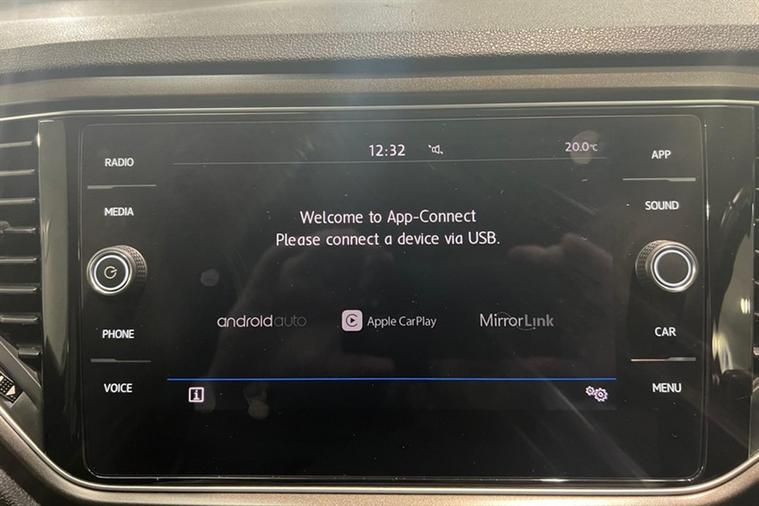 12:32 20.0°C
RADIO
MEDIA
PHONE
VOICE
Welcome to App-Connect
Please connect a device via USB.
androidauto Apple CarPlay MirrorLink
i
APP
SOUND
CAR
MENU